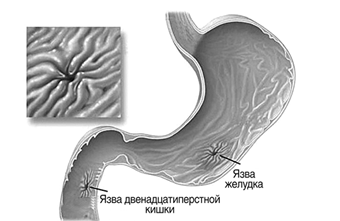 Язва
желудка
Язва двенадцатиперстной
кишки